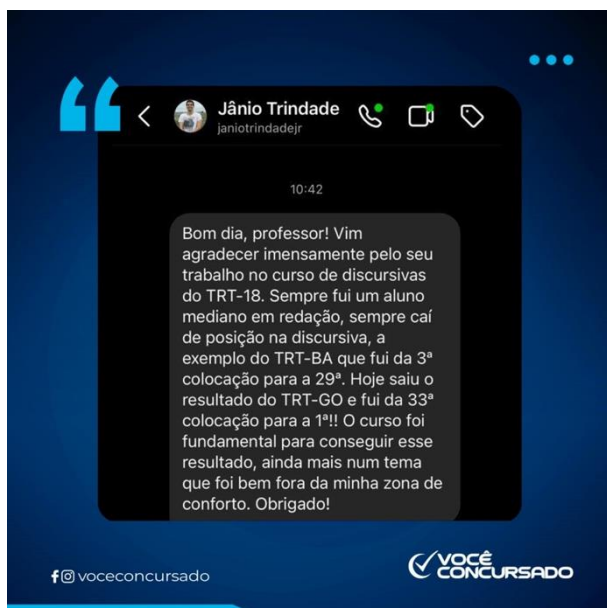 Jânio Trindade
janiotrindadejr
10:42
Bom dia, professor! Vim
agradecer imensamente pelo seu
trabalho no curso de discursivas
do TRT-18. Sempre fui um aluno
mediano em redação, sempre caí
de posição na discursiva, a
exemplo do TRT-BA que fui da 3ª
colocação para a 29ª. Hoje saiu o
resultado do TRT-GO e fui da 33ª
colocação para a 1ª!! O curso foi
fundamental para conseguir esse
resultado, ainda mais num tema
que foi bem fora da minha zona de
conforto. Obrigado!
voceconcursado
VOCÊ
CONCURSADO